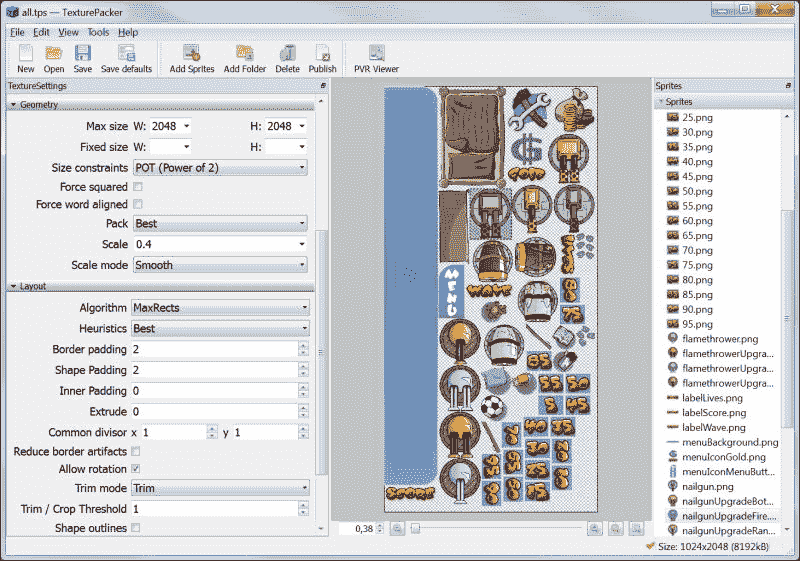 all.tps — TexturePacker
File Edit View Tools Help
New Open Save Save defaults Add Sprites Add Folder Delete Publish PVR Viewer
TextureSettings
Geometry
Max size W: 2048 H: 2048
Fixed size W: H:
Size constraints POT (Power of 2)
Force squared
Force word aligned
Pack Best
Scale 0.4
Scale mode Smooth
Layout
Algorithm MaxRects
Heuristics Best
Border padding 2
Shape Padding 2
Inner Padding 0
Extrude 0
Common divisor x 1 y 1
Reduce border artifacts
Allow rotation
Trim mode Trim
Trim / Crop Threshold 1
Shape outlines
GOLD
MENU
WAVE
75
85
55 50
5 45
SCORE
0,38
Sprites
Sprites
25.png
30.png
35.png
40.png
45.png
50.png
55.png
60.png
65.png
70.png
75.png
80.png
85.png
90.png
95.png
flamethrower.png
flamethrowerUpgra...
flamethrowerUpgra...
flamethrowerUpgra...
labelLives.png
labelScore.png
labelWave.png
menuBackground.png
menuIconGold.png
menuIconMenuButt...
nailgun.png
nailgunUpgradeBot...
nailgunUpgradeFire....
nailgunUpgradeRan...
Size: 1024x2048 (8192kB)